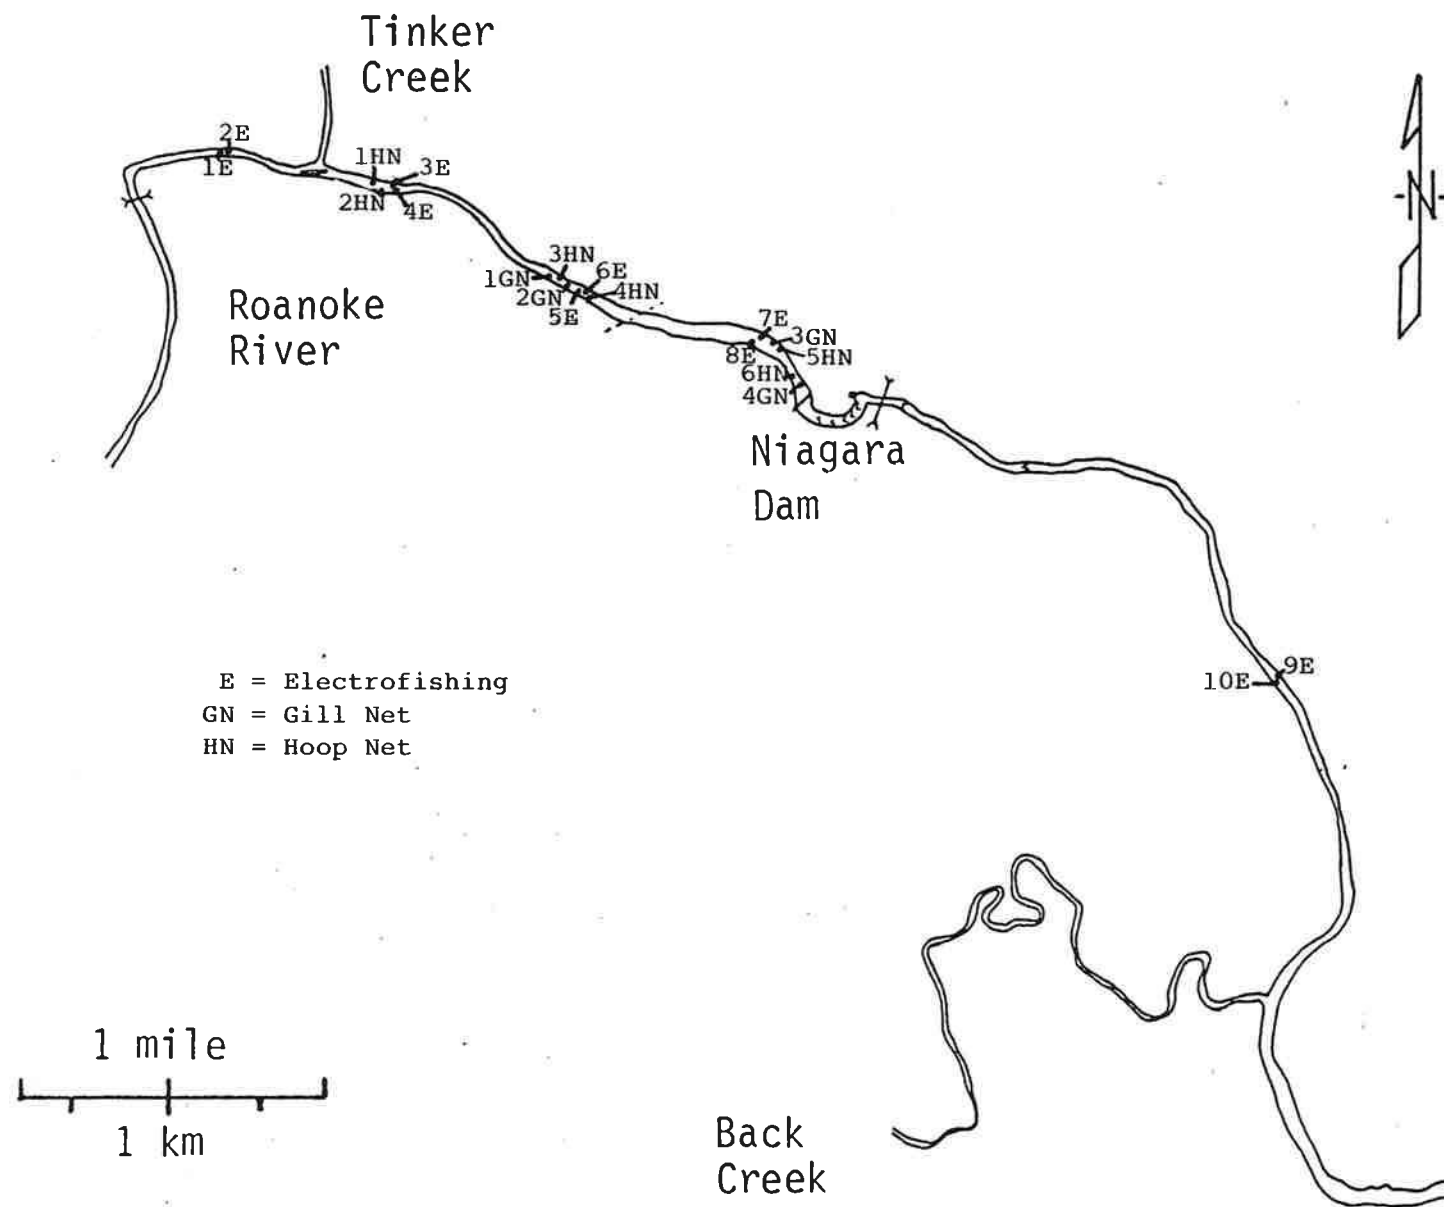 Tinker
Creek
2E
1E
1HN
3E
2HN
4E
N
Roanoke
River
3HN
1GN
6E
2GN
4HN
5E
7E
3GN
8E
5HN
6HN
4GN
Niagara
Dam
9E
10E
E = Electrofishing
GN = Gill Net
HN = Hoop Net
1 mile
1 km
Back
Creek